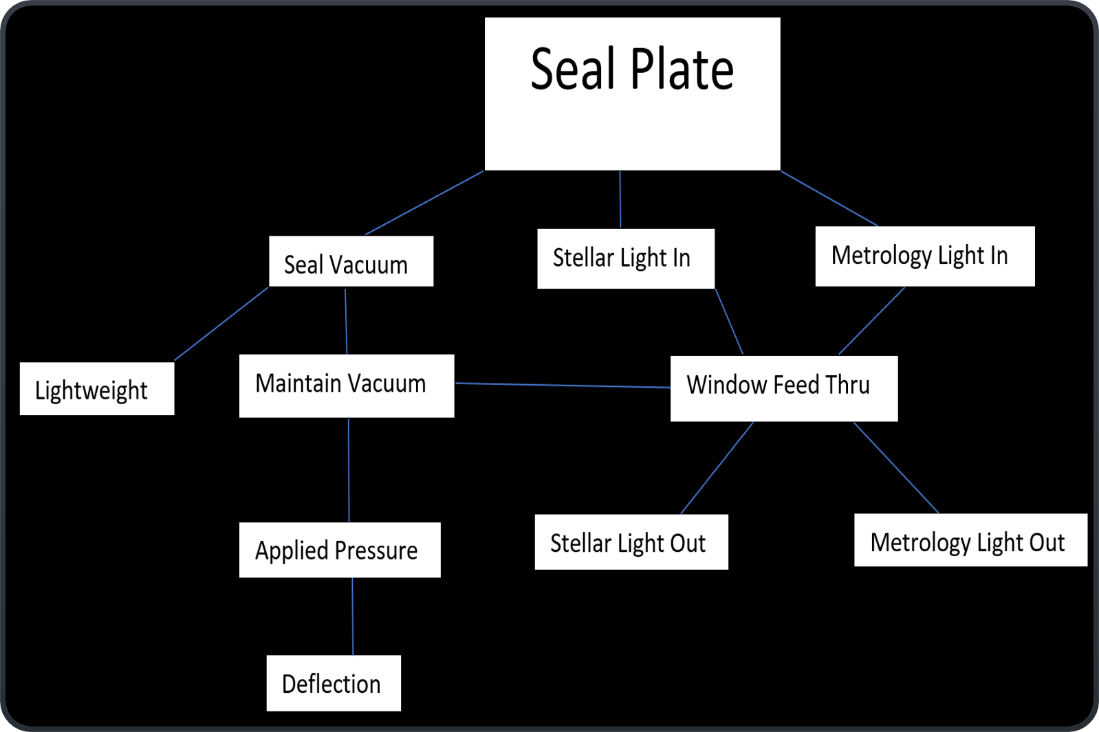 Seal Plate
Seal Vacuum
Stellar Light In
Metrology Light In
Lightweight
Maintain Vacuum
Window Feed Thru
Applied Pressure
Stellar Light Out
Metrology Light Out
Deflection